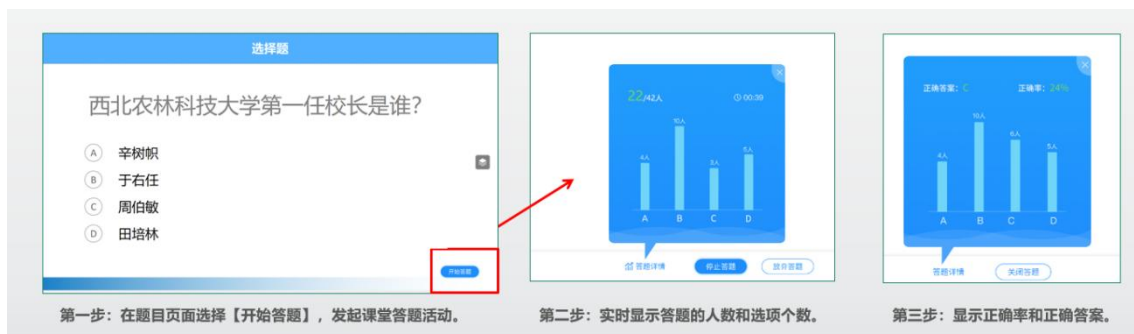 选择题
西北农林科技大学第一任校长是谁?
A 辛树帜
B 于右任
C 周伯敏
D 田培林
开始答题
第一步:在题目页面选择【开始答题】,发起课堂答题活动。
22/42人 00:39
4人 10人 3人 5人
A B C D
答题详情 停止答题 放弃答题
第二步:实时显示答题的人数和选项个数。
正确答案:C 正确率:24%
4人 10人 6人 5人
A B C D
答题详情 关闭答题
第三步:显示正确率和正确答案。